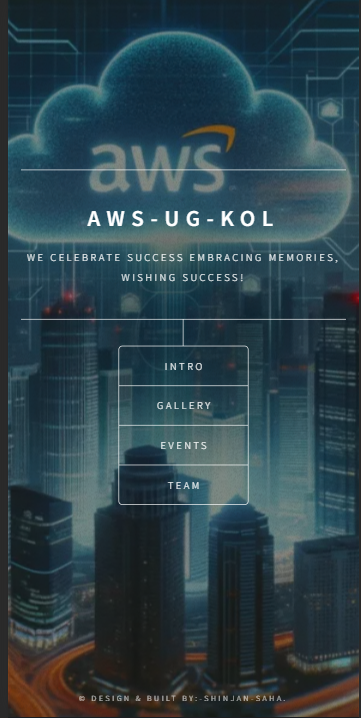 aws
AWS-UG-KOL
WE CELEBRATE SUCCESS EMBRACING MEMORIES,
WISHING SUCCESS!
INTRO
GALLERY
EVENTS
TEAM
© DESIGN & BUILT BY:-SHINJAN SAHA.